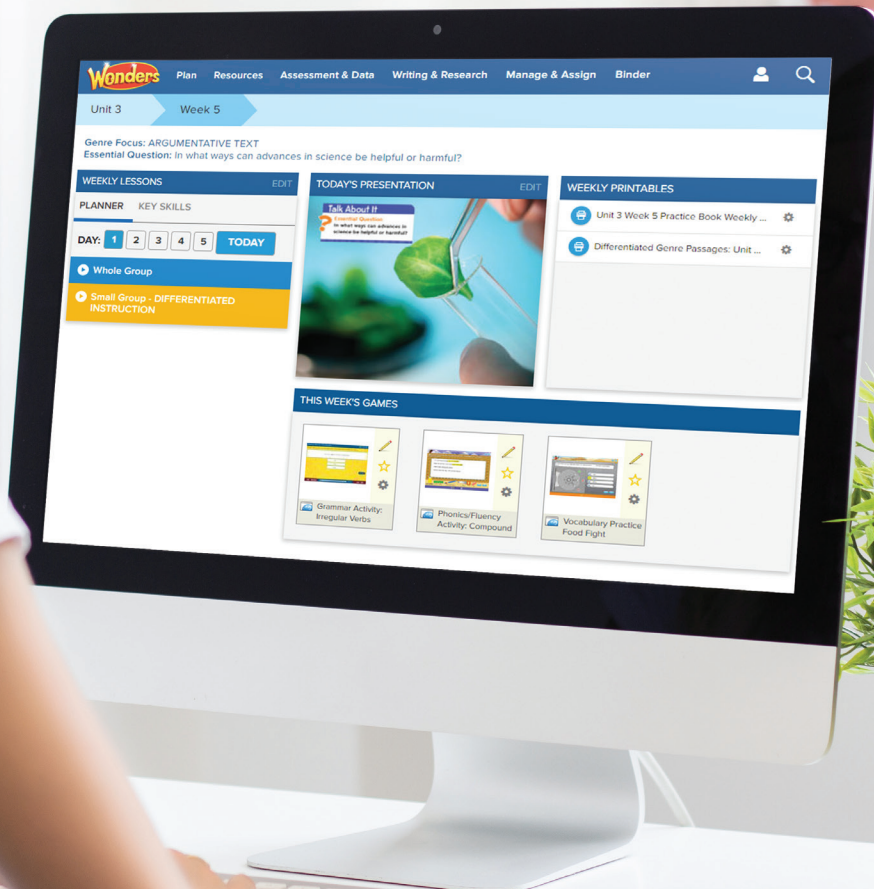 Wonders
Plan Resources Assessment & Data Writing & Research Manage & Assign Binder
Unit 3 Week 5
Genre Focus: ARGUMENTATIVE TEXT
Essential Question: In what ways can advances in science be helpful or harmful?
WEEKLY LESSONS EDIT
PLANNER KEY SKILLS
DAY: 1 2 3 4 5 TODAY
Whole Group
Small Group - DIFFERENTIATED
INSTRUCTION
TODAY'S PRESENTATION EDIT
Talk About It
? Essential Question
In what ways can advances in
science be helpful or harmful?
WEEKLY PRINTABLES
Unit 3 Week 5 Practice Book Weekly ...
Differentiated Genre Passages: Unit ...
THIS WEEK'S GAMES
Grammar Activity:
Irregular Verbs
Phonics/Fluency
Activity: Compound
Vocabulary Practice
Food Fight